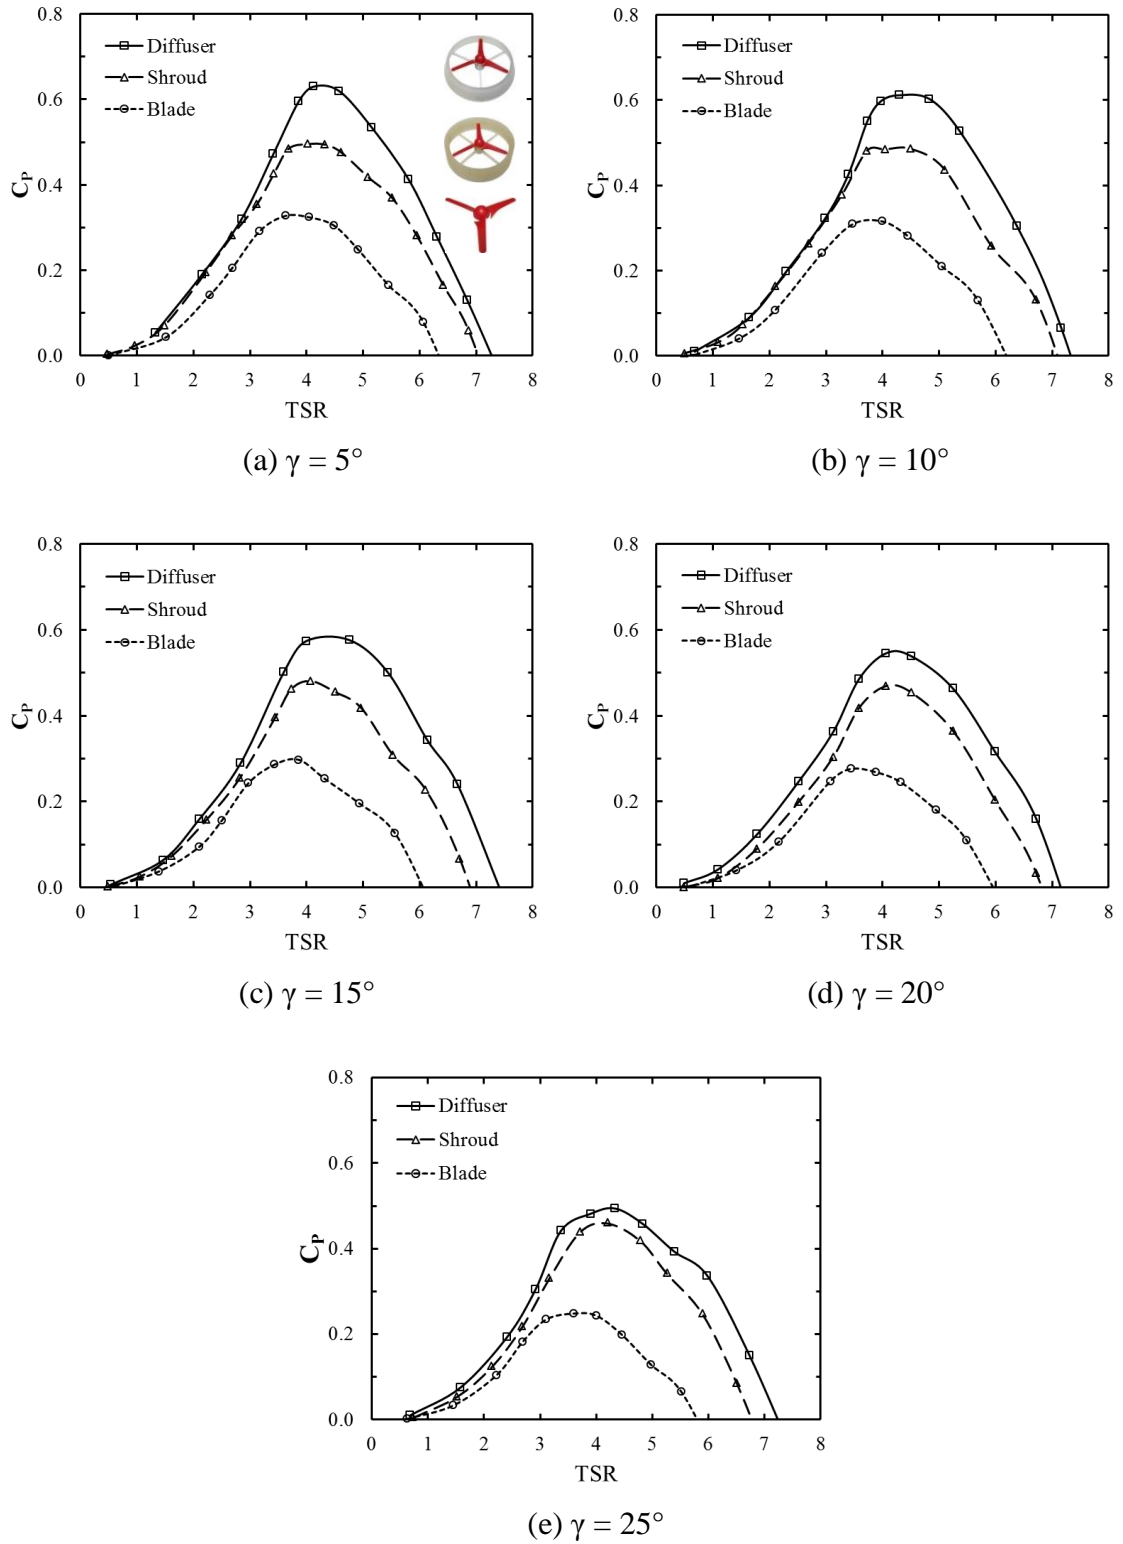 0.8
Diffuser
Shroud
Blade
0.6
0.4
0.2
0.0
C_P
0 1 2 3 4 5 6 7 8
TSR
(a) γ = 5°
0.8
Diffuser
Shroud
Blade
0.6
0.4
0.2
0.0
C_P
0 1 2 3 4 5 6 7 8
TSR
(b) γ = 10°
0.8
Diffuser
Shroud
Blade
0.6
0.4
0.2
0.0
C_P
0 1 2 3 4 5 6 7 8
TSR
(c) γ = 15°
0.8
Diffuser
Shroud
Blade
0.6
0.4
0.2
0.0
C_P
0 1 2 3 4 5 6 7 8
TSR
(d) γ = 20°
0.8
Diffuser
Shroud
Blade
0.6
0.4
0.2
0.0
C_P
0 1 2 3 4 5 6 7 8
TSR
(e) γ = 25°